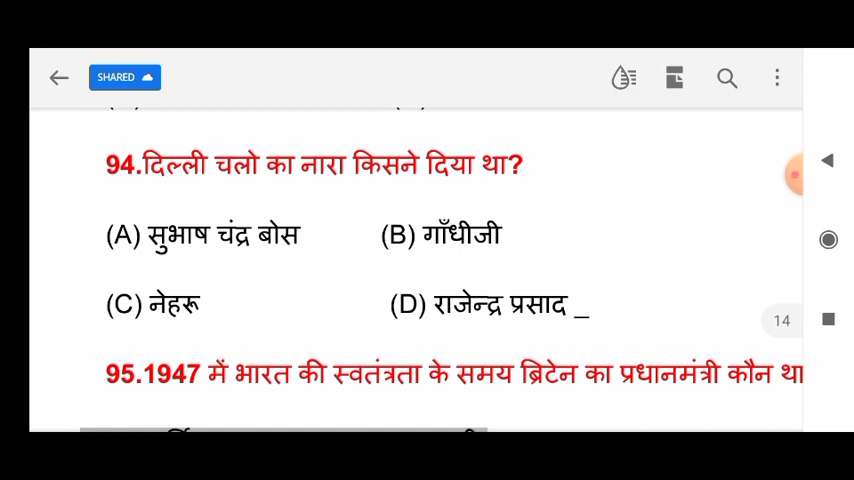 SHARED
94.दिल्ली चलो का नारा किसने दिया था?
(A) सुभाष चंद्र बोस (B) गाँधीजी
(C) नेहरू (D) राजेन्द्र प्रसाद _
14
95.1947 में भारत की स्वतंत्रता के समय ब्रिटेन का प्रधानमंत्री कौन था